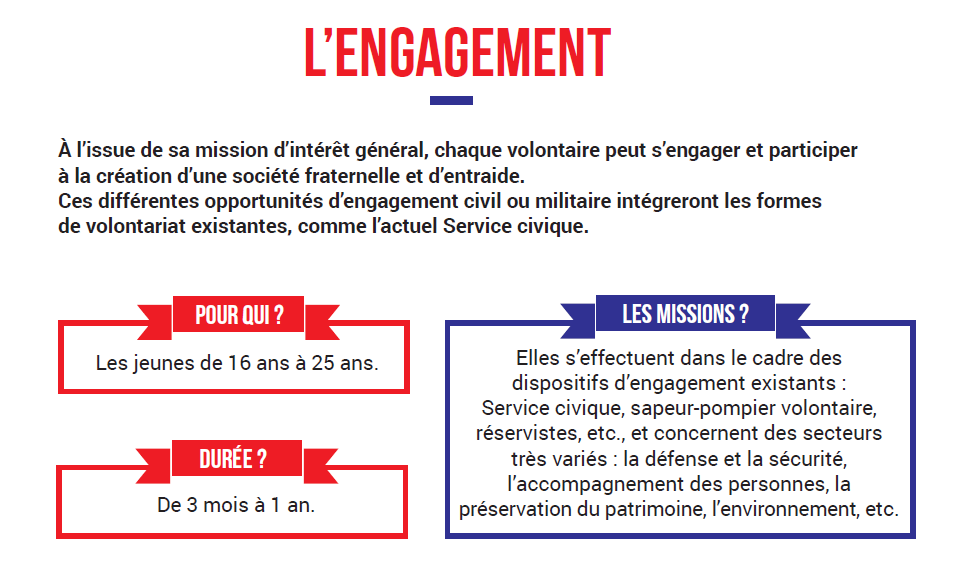 L'ENGAGEMENT
À l'issue de sa mission d'intérêt général, chaque volontaire peut s'engager et participer
à la création d'une société fraternelle et d'entraide.
Ces différentes opportunités d'engagement civil ou militaire intégreront les formes
de volontariat existantes, comme l'actuel Service civique.
POUR QUI ?
Les jeunes de 16 ans à 25 ans.
DURÉE ?
De 3 mois à 1 an.
LES MISSIONS ?
Elles s'effectuent dans le cadre des
dispositifs d'engagement existants :
Service civique, sapeur-pompier volontaire,
réservistes, etc., et concernent des secteurs
très variés : la défense et la sécurité,
l'accompagnement des personnes, la
préservation du patrimoine, l'environnement, etc.